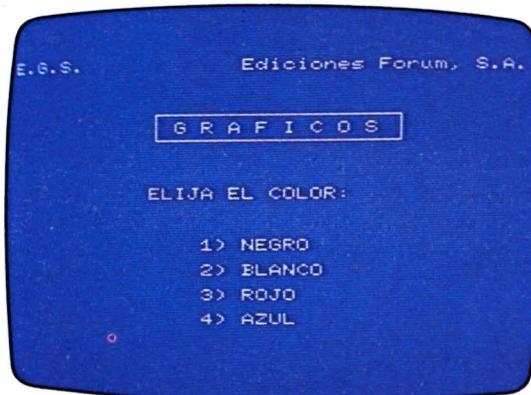 E.G.S. Ediciones Forum, S.A.
GRAFICOS
ELIJA EL COLOR:
1) NEGRO
2) BLANCO
3) ROJO
4) AZUL